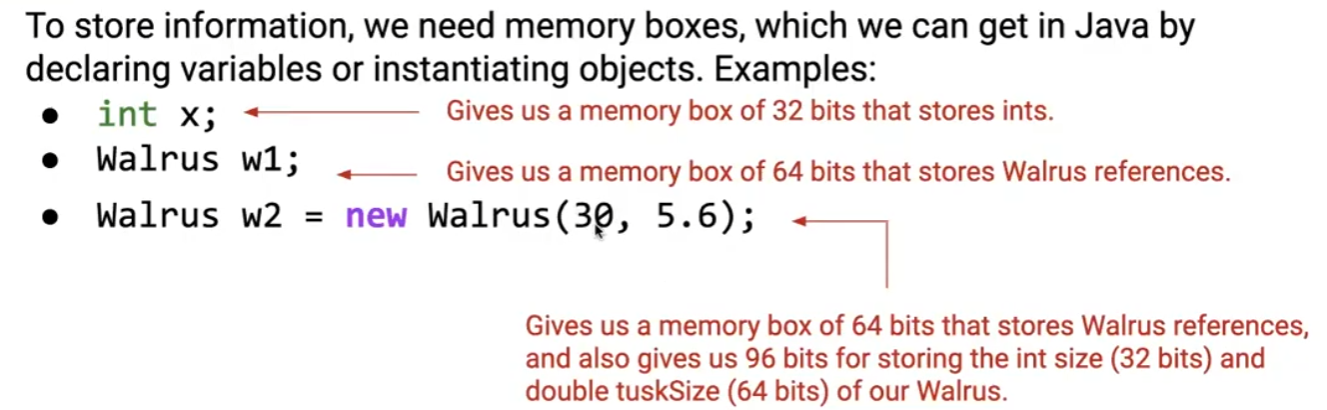 To store information, we need memory boxes, which we can get in Java by
declaring variables or instantiating objects. Examples:
● int x; Gives us a memory box of 32 bits that stores ints.
● Walrus w1; Gives us a memory box of 64 bits that stores Walrus references.
● Walrus w2 = new Walrus(30, 5.6);
Gives us a memory box of 64 bits that stores Walrus references,
and also gives us 96 bits for storing the int size (32 bits) and
double tuskSize (64 bits) of our Walrus.